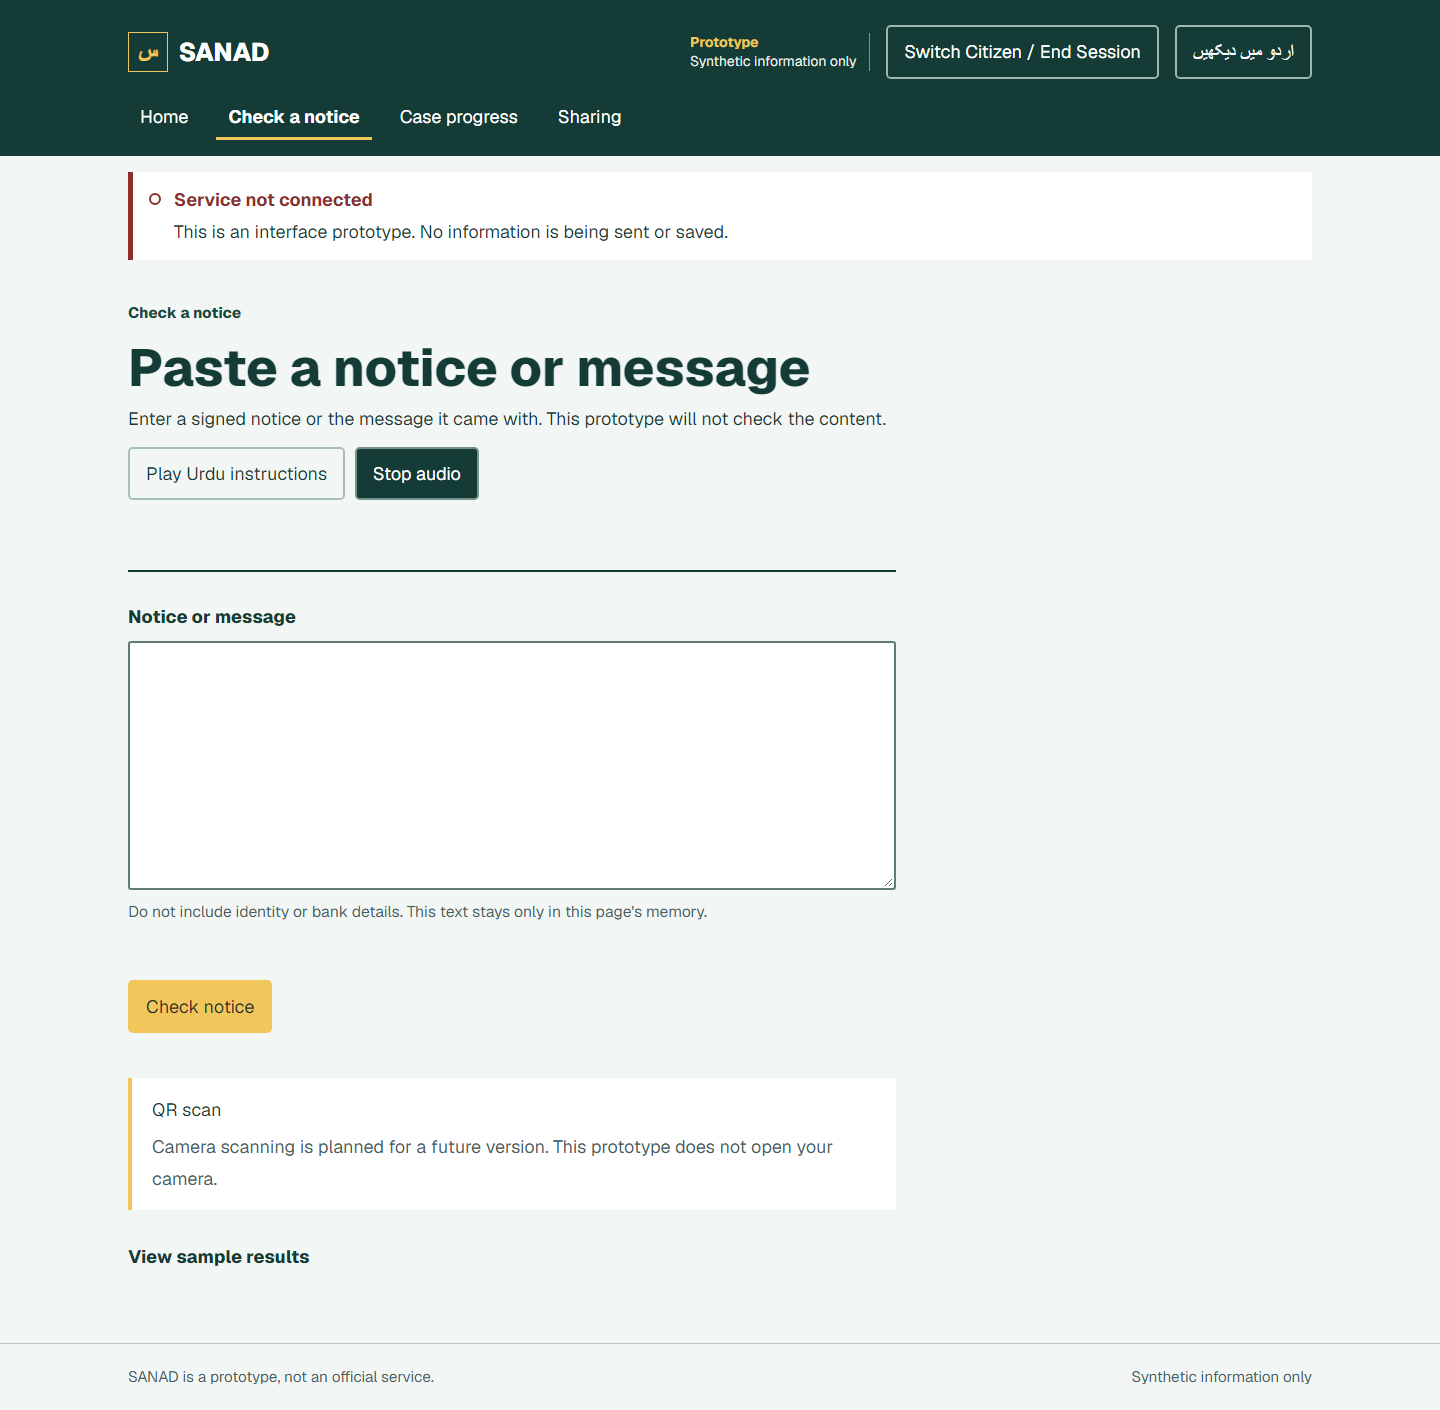 س SANAD
Prototype
Synthetic information only
Switch Citizen / End Session
اردو میں دیکھیں
Home Check a notice Case progress Sharing
Service not connected
This is an interface prototype. No information is being sent or saved.
Check a notice
Paste a notice or message
Enter a signed notice or the message it came with. This prototype will not check the content.
Play Urdu instructions Stop audio
Notice or message
Do not include identity or bank details. This text stays only in this page's memory.
Check notice
QR scan
Camera scanning is planned for a future version. This prototype does not open your
camera.
View sample results
SANAD is a prototype, not an official service. Synthetic information only